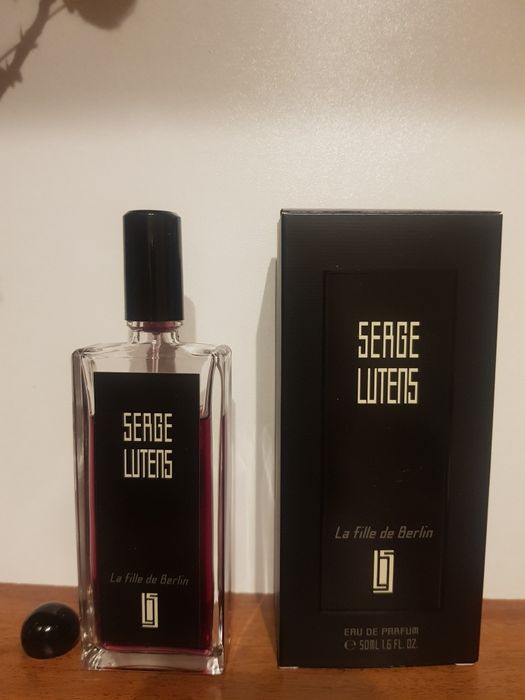 SERGE
LUTENS
La fille de Berlin
SERGE
LUTENS
La fille de Berlin
EAU DE PARFUM
℮ 50ML 1.6 FL. OZ.